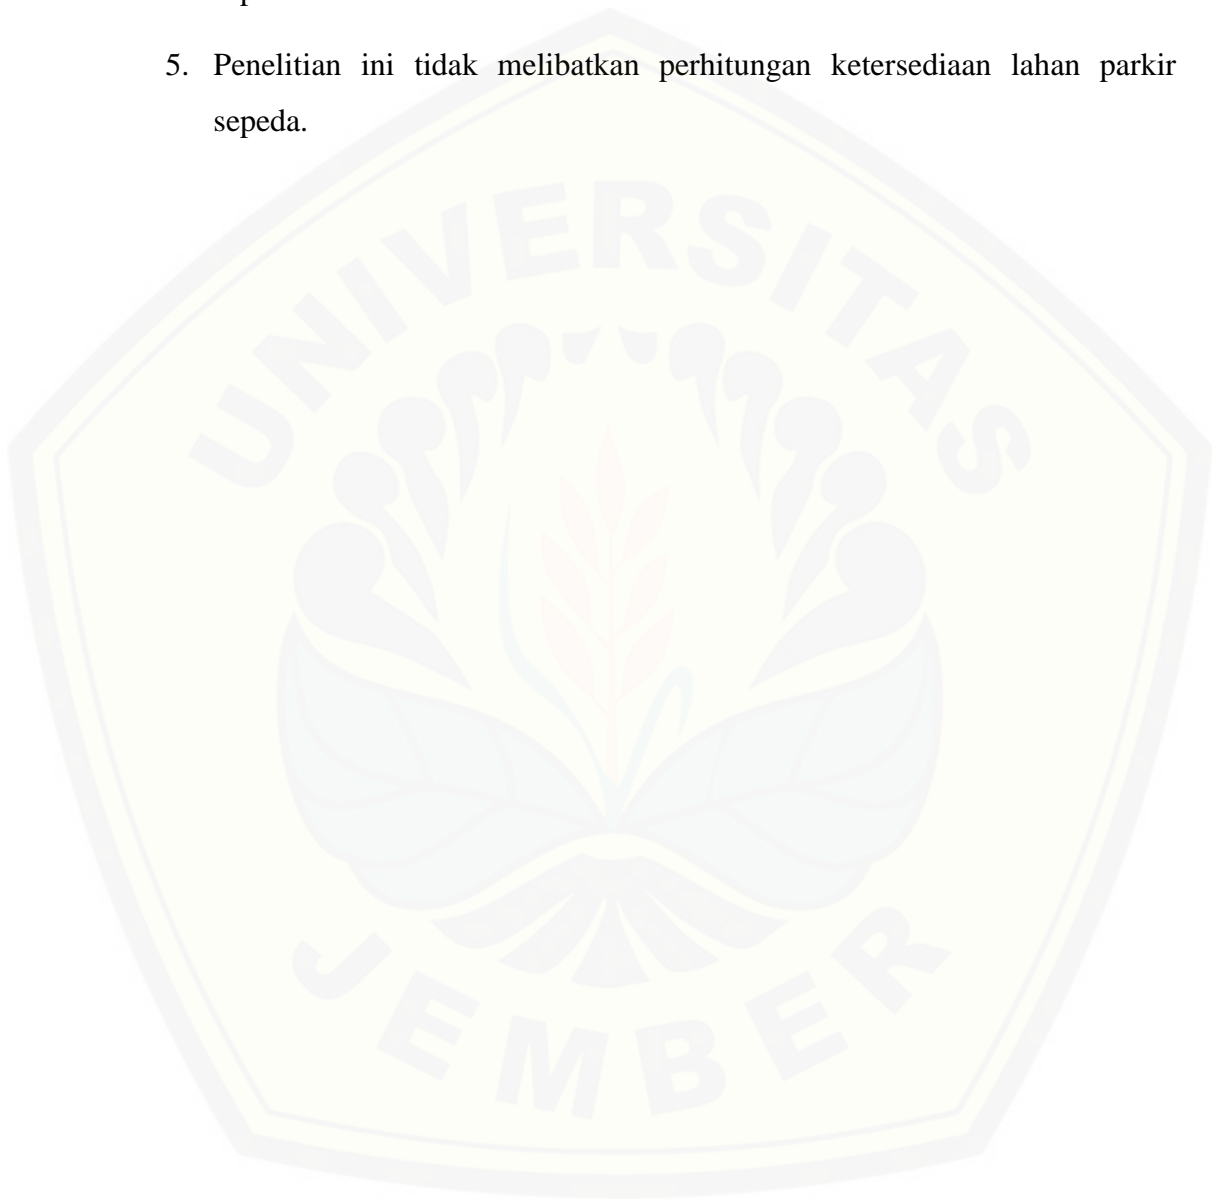 5. Penelitian ini tidak melibatkan perhitungan ketersediaan lahan parkir
sepeda.
UNIVERSITAS
JEMBER